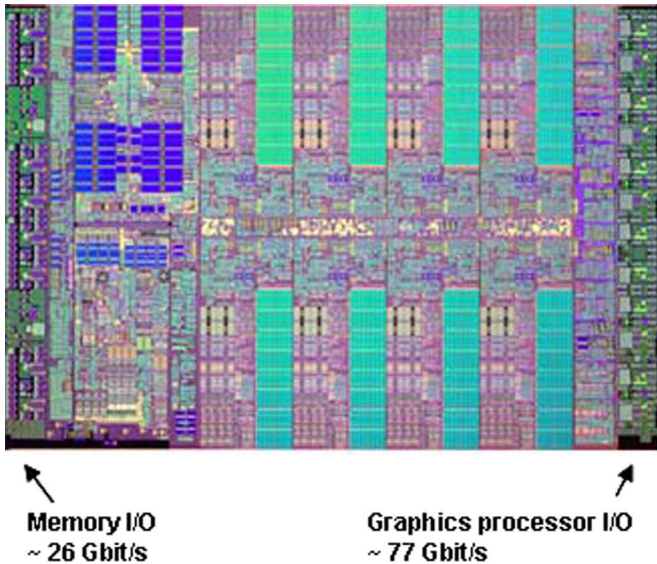 Memory I/O
~ 26 Gbit/s
Graphics processor I/O
~ 77 Gbit/s